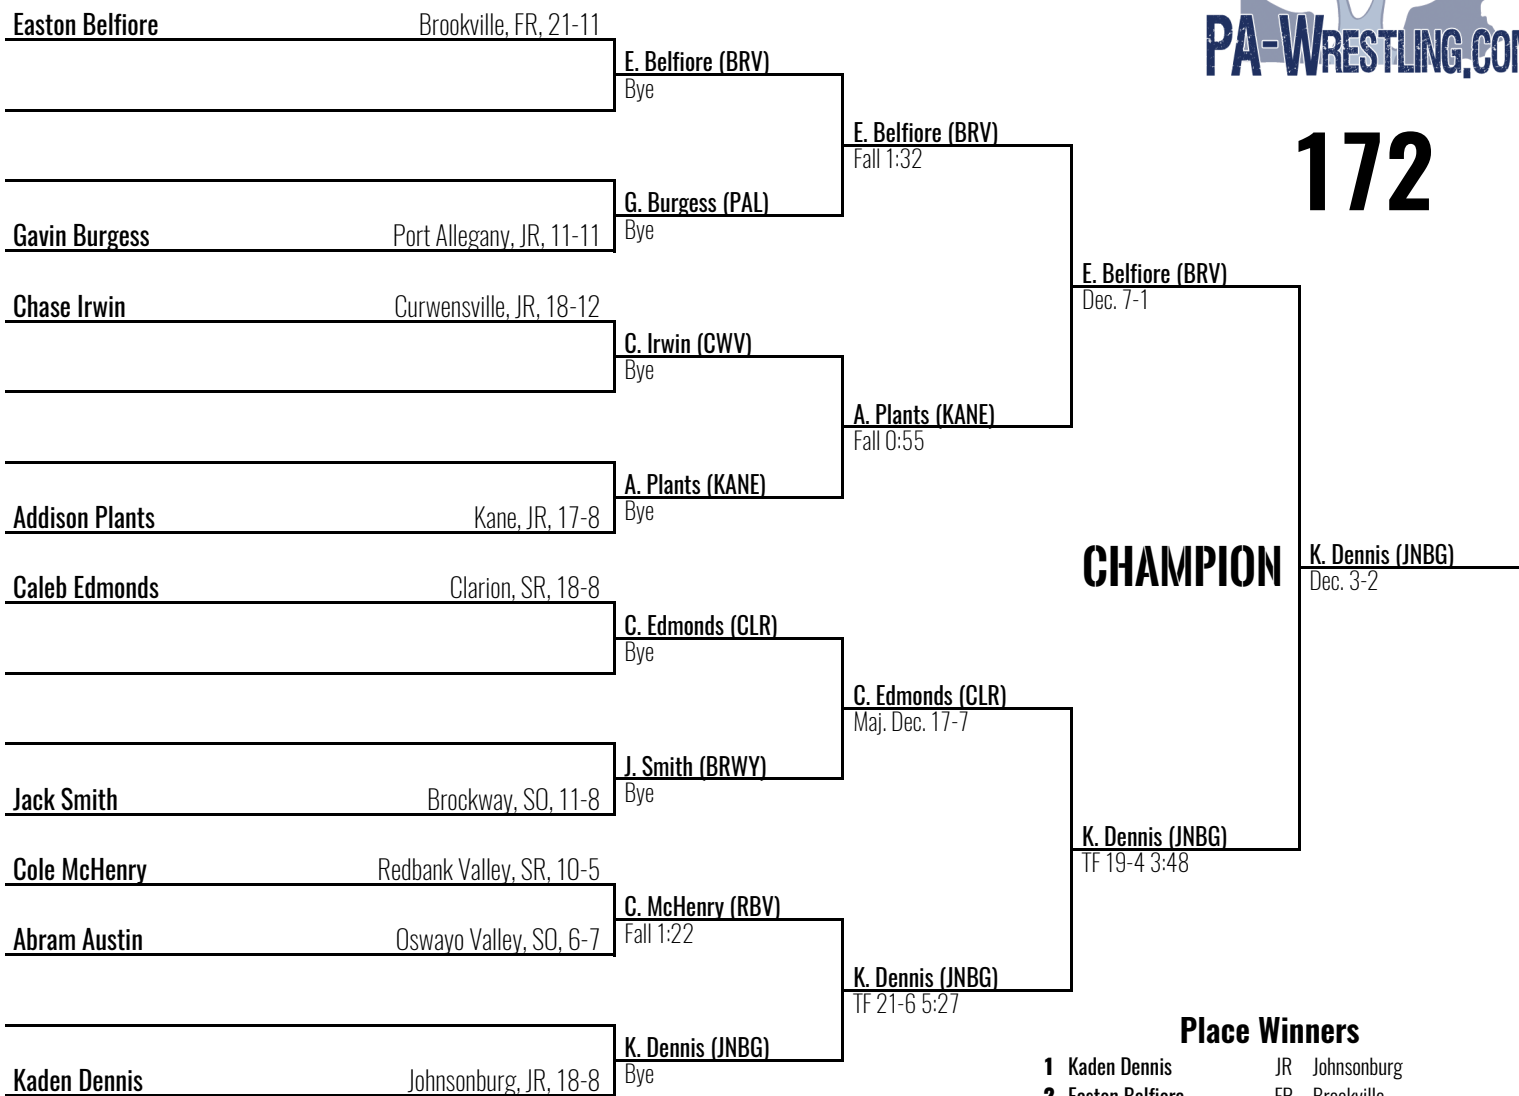 Easton Belfiore Brookville, FR, 21-11
E. Belfiore (BRV)
Bye
E. Belfiore (BRV)
Fall 1:32
G. Burgess (PAL)
Bye
Gavin Burgess Port Allegany, JR, 11-11
E. Belfiore (BRV)
Dec. 7-1
Chase Irwin Curwensville, JR, 18-12
C. Irwin (CWV)
Bye
A. Plants (KANE)
Fall 0:55
A. Plants (KANE)
Bye
Addison Plants Kane, JR, 17-8
CHAMPION
K. Dennis (JNBG)
Dec. 3-2
Caleb Edmonds Clarion, SR, 18-8
C. Edmonds (CLR)
Bye
C. Edmonds (CLR)
Maj. Dec. 17-7
J. Smith (BRWY)
Bye
Jack Smith Brockway, SO, 11-8
K. Dennis (JNBG)
TF 19-4 3:48
Cole McHenry Redbank Valley, SR, 10-5
C. McHenry (RBV)
Fall 1:22
Abram Austin Oswayo Valley, SO, 6-7
K. Dennis (JNBG)
TF 21-6 5:27
K. Dennis (JNBG)
Bye
Kaden Dennis Johnsonburg, JR, 18-8
PA-WRESTLING.COM
172
Place Winners
1 Kaden Dennis JR Johnsonburg
2 Easton Belfiore FR Brookville